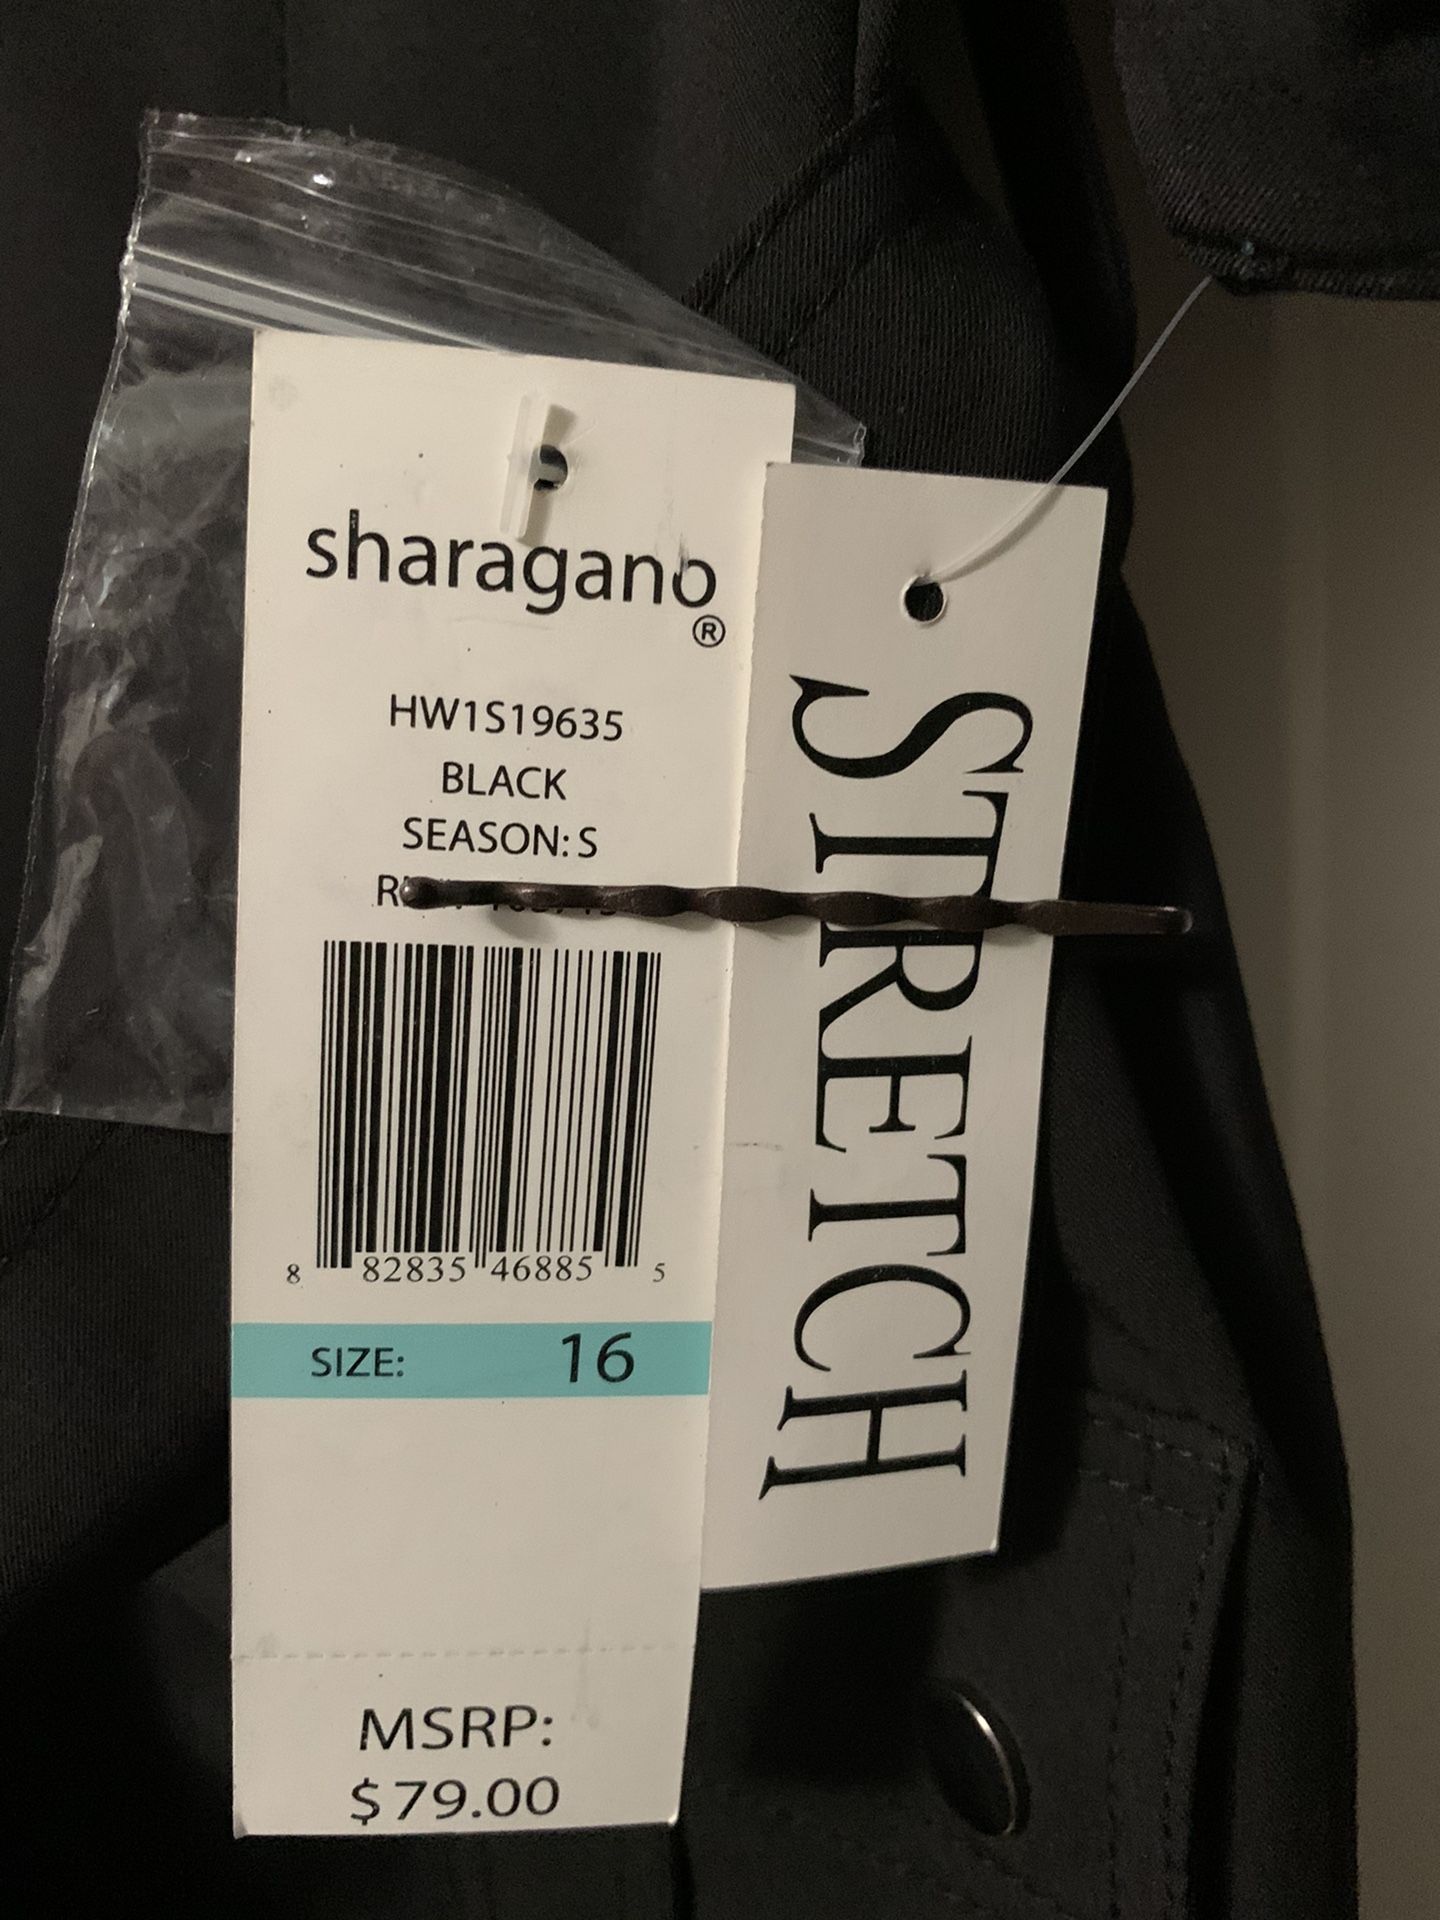 sharagano
®
HW1S19635
BLACK
SEASON: S
8 82835 46885 5
SIZE: 16
MSRP:
$79.00
STRETCH